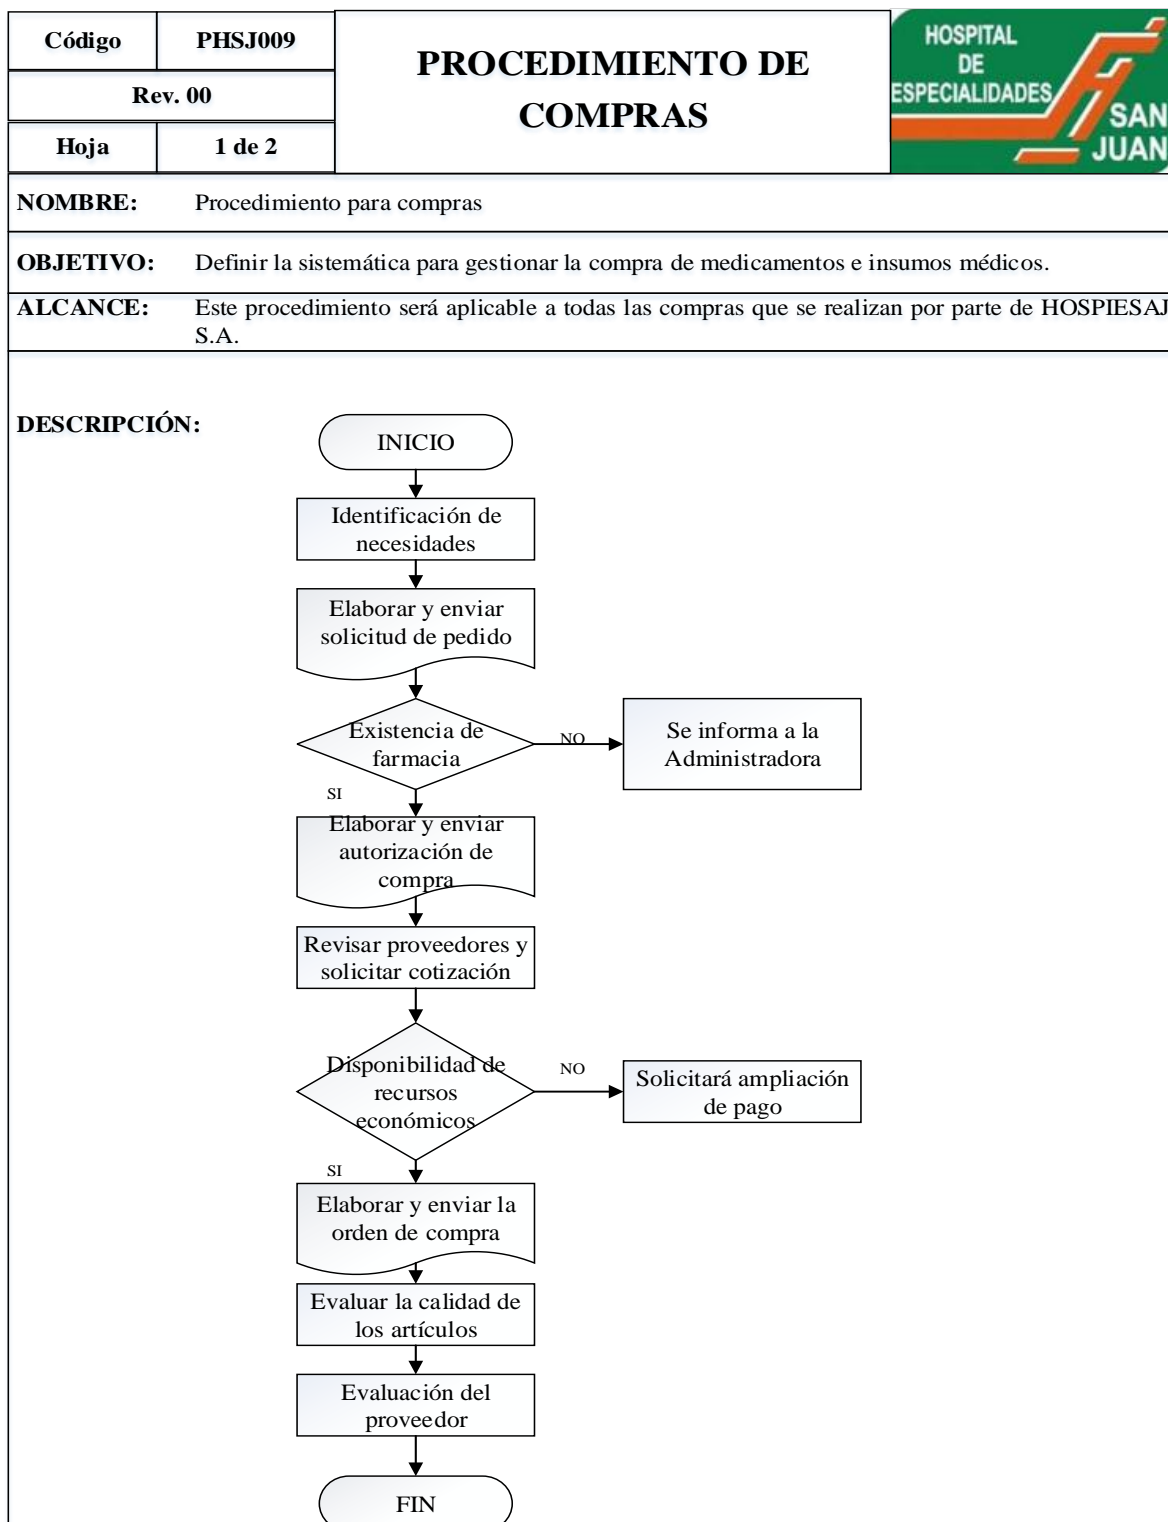 Código
PHSJ009
Rev. 00
Hoja
1 de 2
PROCEDIMIENTO DE
COMPRAS
HOSPITAL
DE
ESPECIALIDADES
SAN
JUAN
NOMBRE: Procedimiento para compras
OBJETIVO: Definir la sistemática para gestionar la compra de medicamentos e insumos médicos.
ALCANCE: Este procedimiento será aplicable a todas las compras que se realizan por parte de HOSPIESAJ
S.A.
DESCRIPCIÓN:
INICIO
Identificación de
necesidades
Elaborar y enviar
solicitud de pedido
Existencia de
farmacia
NO
Se informa a la
Administradora
SI
Elaborar y enviar
autorización de
compra
Revisar proveedores y
solicitar cotización
Disponibilidad de
recursos
económicos
NO
Solicitará ampliación
de pago
SI
Elaborar y enviar la
orden de compra
Evaluar la calidad de
los artículos
Evaluación del
proveedor
FIN